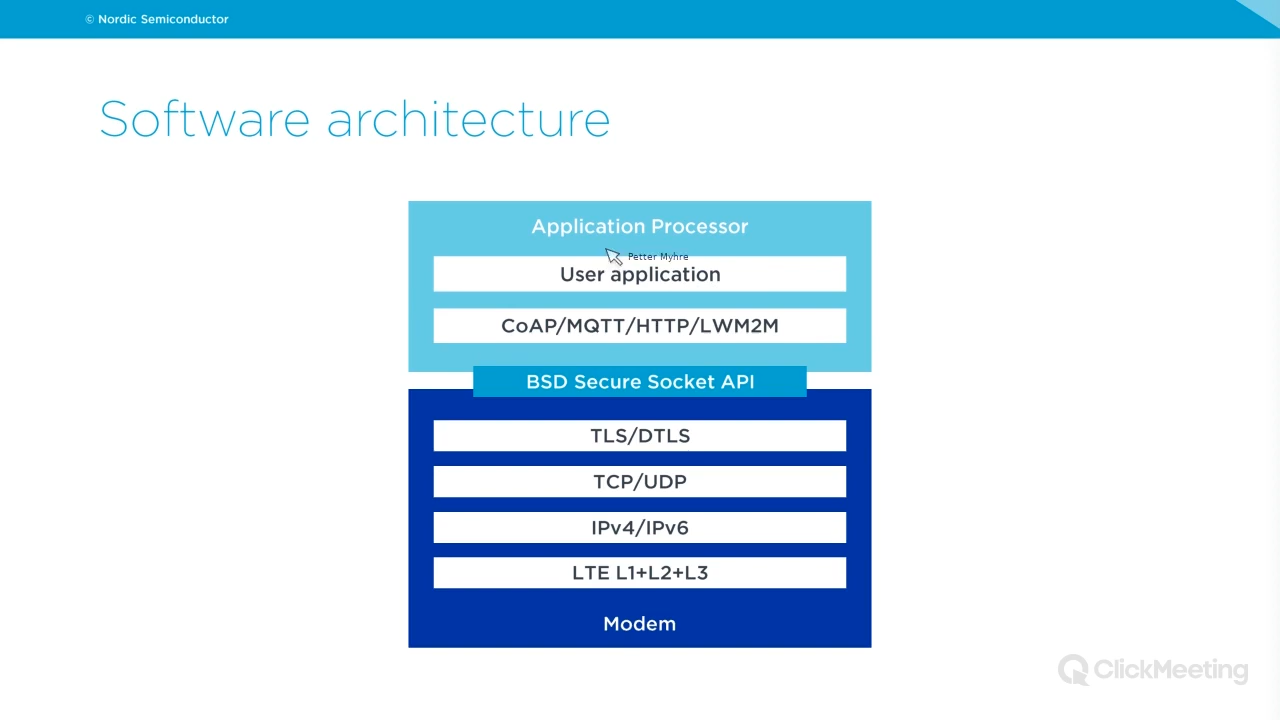 © Nordic Semiconductor
Software architecture
Application Processor
Petter Myhre
User application
CoAP/MQTT/HTTP/LWM2M
BSD Secure Socket API
TLS/DTLS
TCP/UDP
IPv4/IPv6
LTE L1+L2+L3
Modem
ClickMeeting